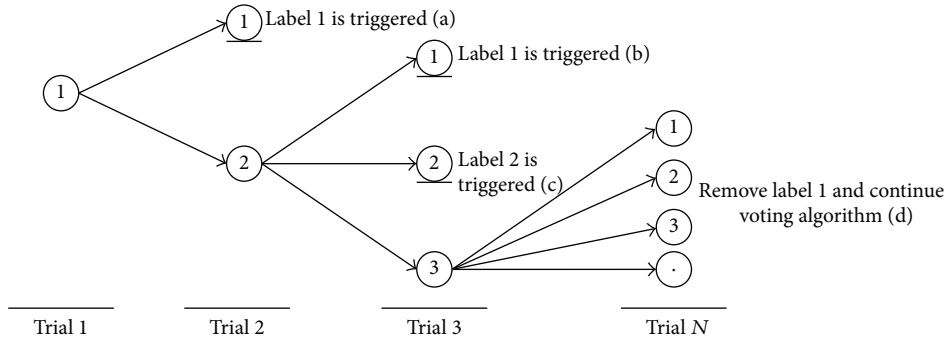 1
Label 1 is triggered (a)
1
Label 1 is triggered (b)
1
2
2
Label 2 is
triggered (c)
3
1
2
3
.
Remove label 1 and continue
voting algorithm (d)
Trial 1
Trial 2
Trial 3
Trial N